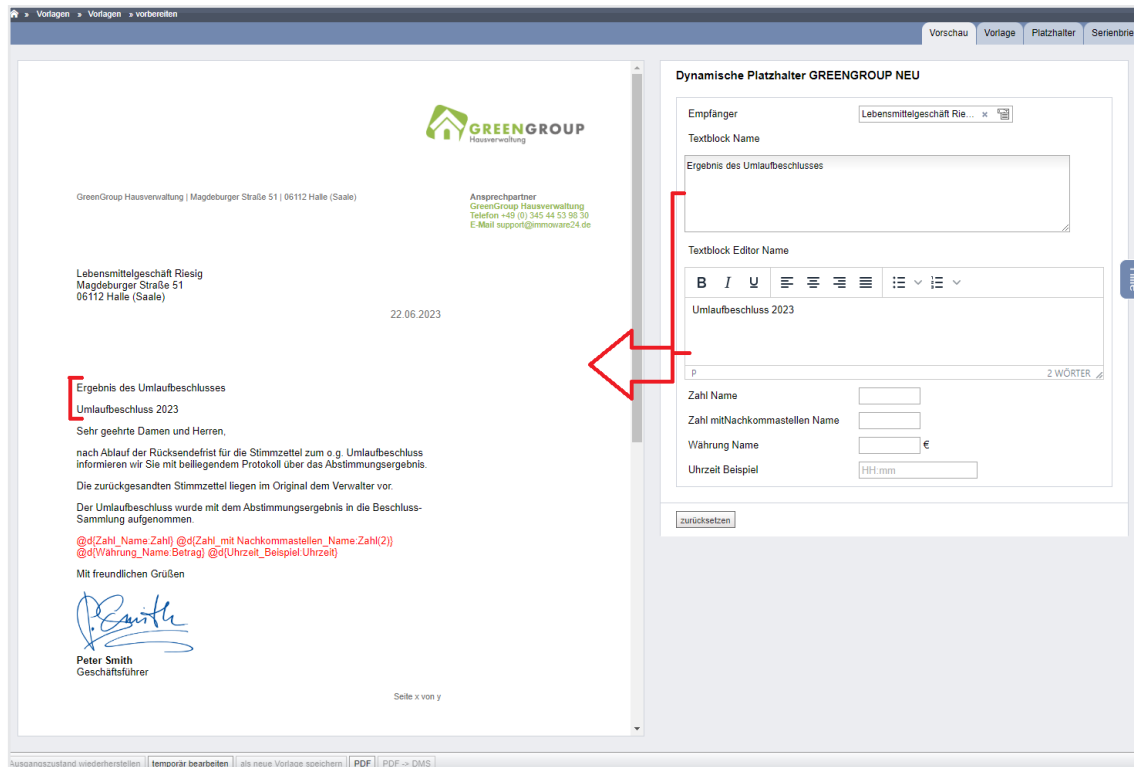 » Vorlagen » Vorlagen » vorbereiten
Vorschau Vorlage Platzhalter Serienbrie
GREENGROUP
Hausverwaltung
GreenGroup Hausverwaltung | Magdeburger Straße 51 | 06112 Halle (Saale)
Ansprechpartner
GreenGroup Hausverwaltung
Telefon +49 (0) 345 44 53 98 30
E-Mail support@immoware24.de
Lebensmittelgeschäft Riesig
Magdeburger Straße 51
06112 Halle (Saale)
22.06.2023
Ergebnis des Umlaufbeschlusses
Umlaufbeschluss 2023
Sehr geehrte Damen und Herren,
nach Ablauf der Rücksendefrist für die Stimmzettel zum o.g. Umlaufbeschluss
informieren wir Sie mit beiliegendem Protokoll über das Abstimmungsergebnis.
Die zurückgesandten Stimmzettel liegen im Original dem Verwalter vor.
Der Umlaufbeschluss wurde mit dem Abstimmungsergebnis in die Beschluss-
Sammlung aufgenommen.
@d{Zahl_Name:Zahl} @d{Zahl_mit Nachkommastellen_Name:Zahl(2)}
@d{Währung_Name:Betrag} @d{Uhrzeit_Beispiel:Uhrzeit}
Mit freundlichen Grüßen
P. Smith
Peter Smith
Geschäftsführer
Seite x von y
Dynamische Platzhalter GREENGROUP NEU
Empfänger Lebensmittelgeschäft Rie... ×
Textblock Name
Ergebnis des Umlaufbeschlusses
Textblock Editor Name
B I U
Umlaufbeschluss 2023
P 2 WÖRTER
Zahl Name
Zahl mitNachkommastellen Name
Währung Name €
Uhrzeit Beispiel HH:mm
zurücksetzen
Hilfe
Ausgangszustand wiederherstellen temporär bearbeiten als neue Vorlage speichern PDF PDF -> DMS